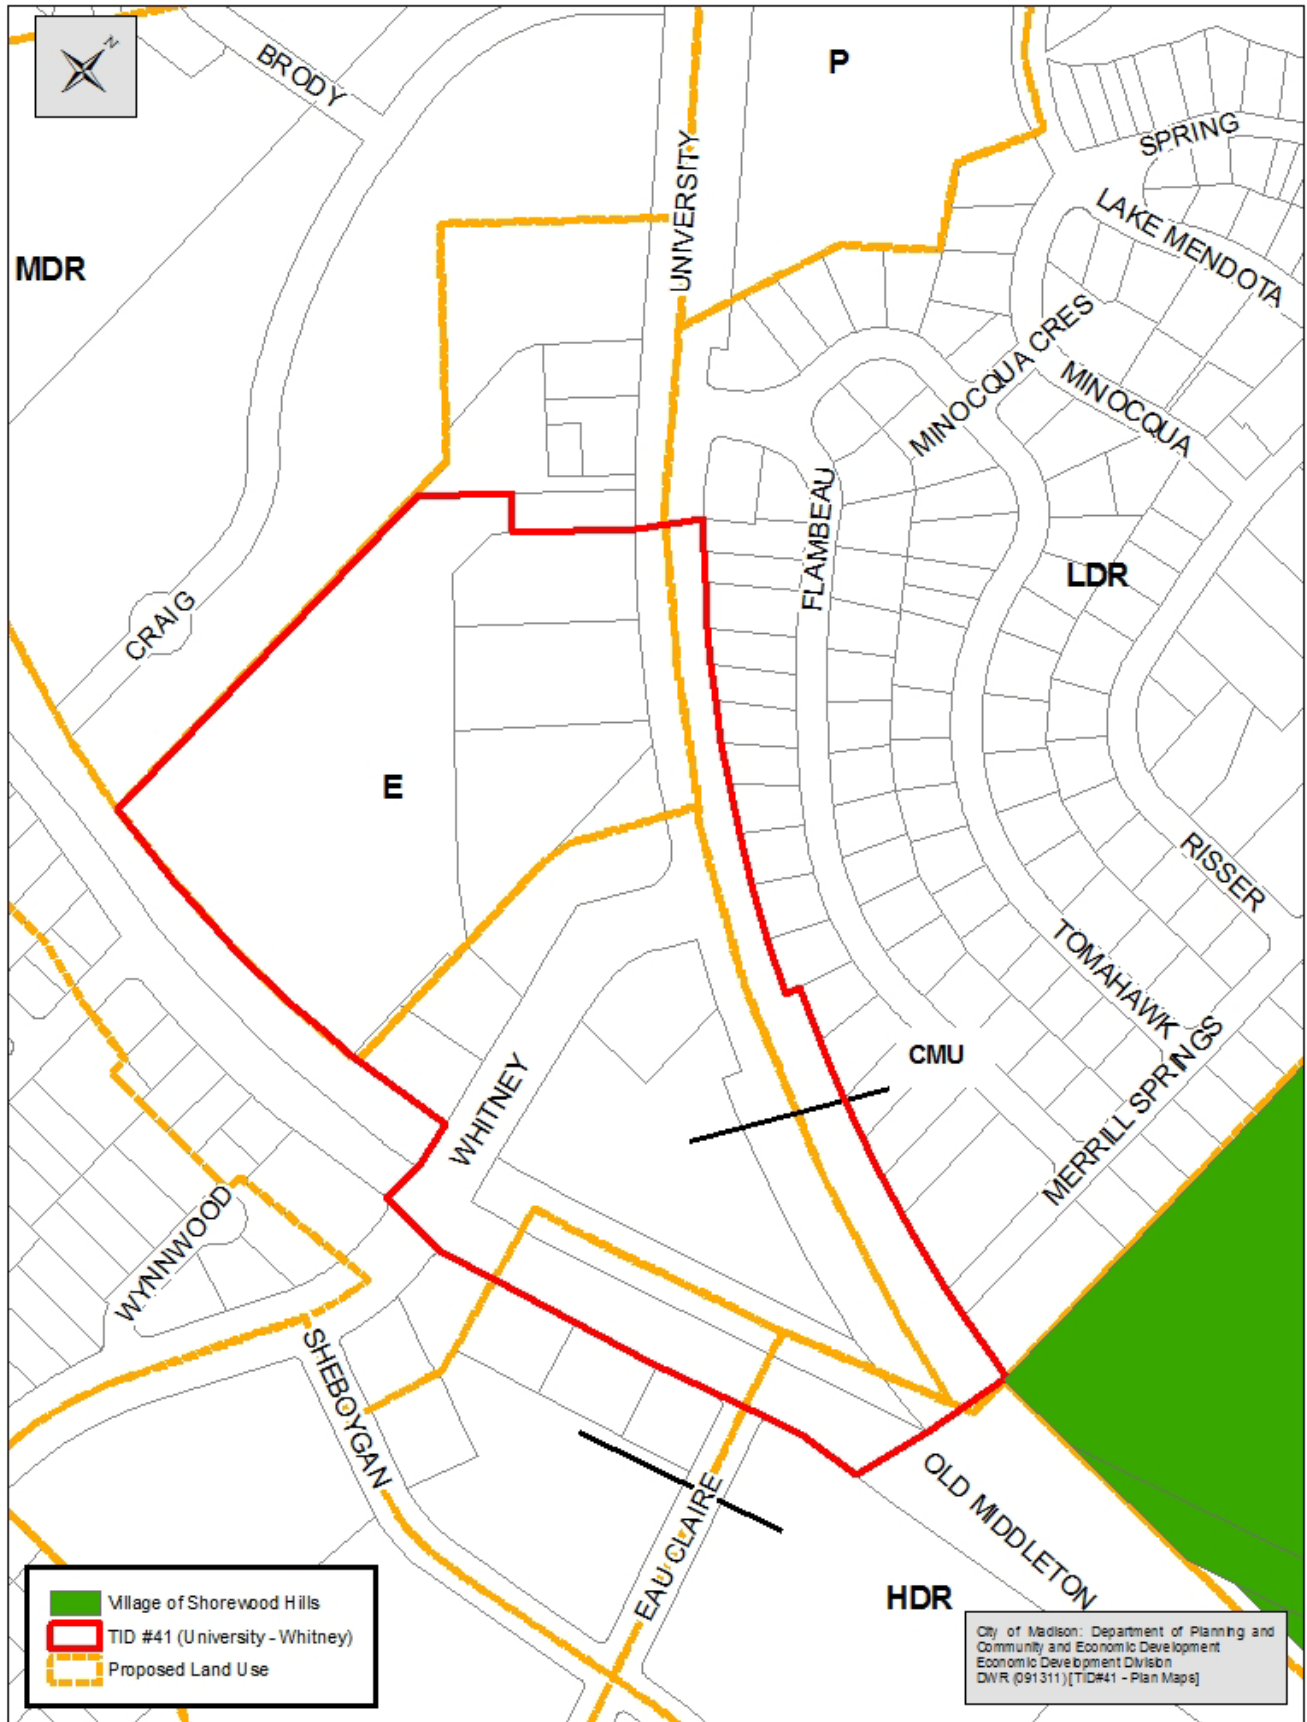 N
BRODY
P
UNIVERSITY
SPRING
LAKE MENDOTA
MDR
MINOCQUA CRES
MINOCQUA
FLAMBEAU
LDR
CRAIG
E
RISSER
TOMAHAWK
CMU
MERRILL SPRINGS
WHITNEY
WYNNWOOD
SHEBOYGAN
EAU CLAIRE
OLD MIDDLETON
HDR
Village of Shorewood Hills
TID #41 (University - Whitney)
Proposed Land Use
City of Madison: Department of Planning and
Community and Economic Development
Economic Development Division
DWR (091311) [TID#41 - Plan Maps]